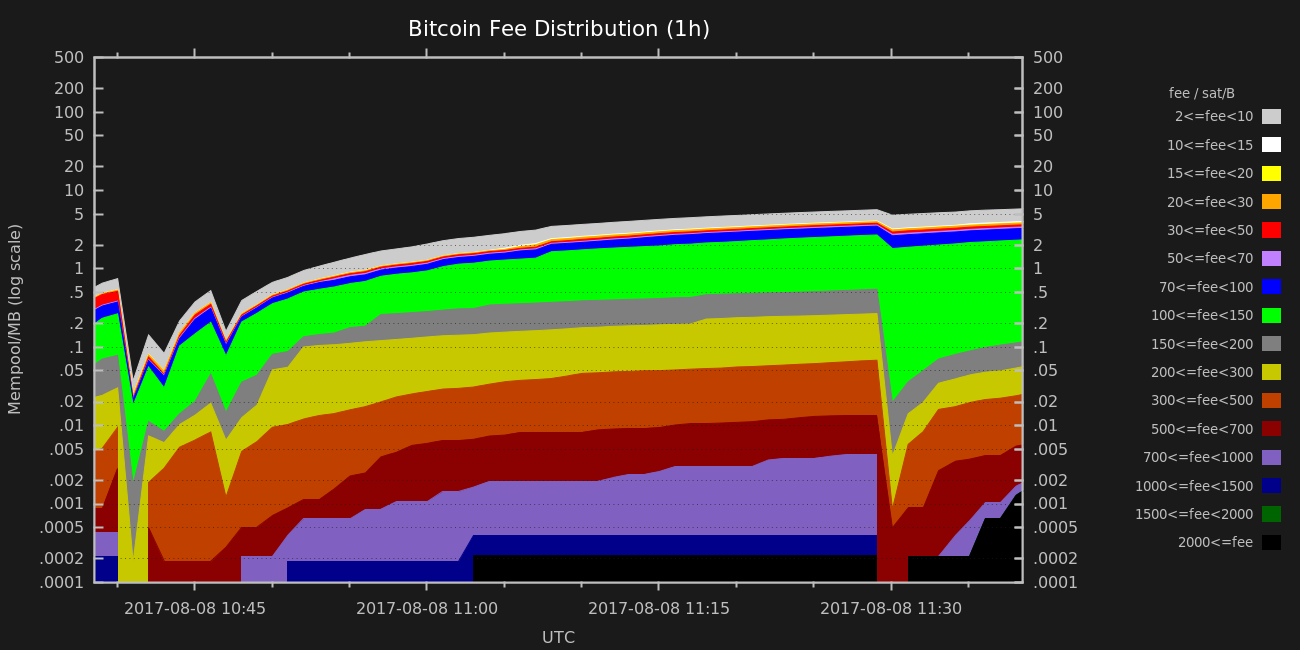 Bitcoin Fee Distribution (1h)
500
200
100
50
20
10
5
2
1
.5
.2
.1
.05
.02
.01
.005
.002
.001
.0005
.0002
.0001
Mempool/MB (log scale)
500
200
100
50
20
10
5
2
1
.5
.2
.1
.05
.02
.01
.005
.002
.001
.0005
.0002
.0001
2017-08-08 10:45
2017-08-08 11:00
2017-08-08 11:15
2017-08-08 11:30
UTC
fee / sat/B
2<=fee<10
10<=fee<15
15<=fee<20
20<=fee<30
30<=fee<50
50<=fee<70
70<=fee<100
100<=fee<150
150<=fee<200
200<=fee<300
300<=fee<500
500<=fee<700
700<=fee<1000
1000<=fee<1500
1500<=fee<2000
2000<=fee